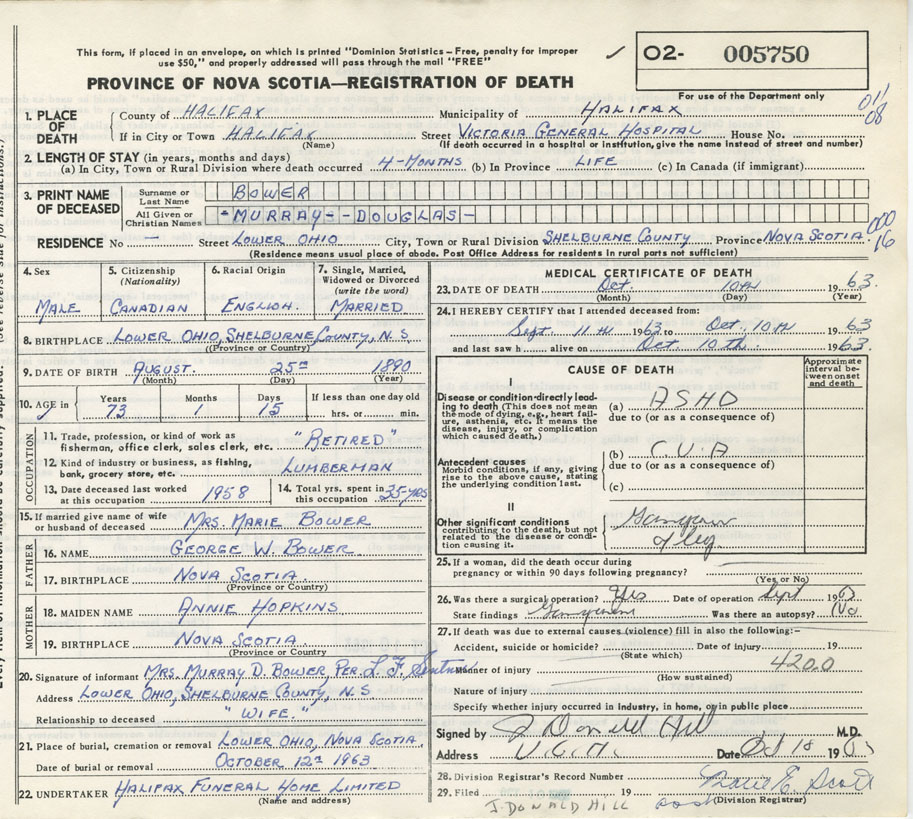 This form, if placed in an envelope, on which is printed "Dominion Statistics – Free, penalty for improper
use $50," and properly addressed will pass through the mail "FREE"
✓ O2- 005750
PROVINCE OF NOVA SCOTIA—REGISTRATION OF DEATH
For use of the Department only
011
08
1. PLACE OF DEATH
County of HALIFAX Municipality of HALIFAX
If in City or Town HALIFAX Street VICTORIA GENERAL HOSPITAL House No.
(Name) (If death occurred in a hospital or institution, give the name instead of street and number)
2. LENGTH OF STAY (in years, months and days)
(a) In City, Town or Rural Division where death occurred 4-MONTHS (b) In Province LIFE (c) In Canada (if immigrant)
3. PRINT NAME OF DECEASED
Surname or Last Name BOWER
All Given or Christian Names -MURRAY--DOUGLAS-
000
16
RESIDENCE No — Street LOWER OHIO City, Town or Rural Division SHELBURNE COUNTY Province NOVA SCOTIA
(Residence means usual place of abode. Post Office Address for residents in rural parts not sufficient)
4. Sex MALE
5. Citizenship (Nationality) CANADIAN
6. Racial Origin ENGLISH.
7. Single, Married, Widowed or Divorced (write the word) MARRIED
8. BIRTHPLACE LOWER OHIO, SHELBURNE COUNTY, N.S
(Province or Country)
9. DATE OF BIRTH AUGUST. 25TH 1890
(Month) (Day) (Year)
10. AGE in Years 73 Months 1 Days 15 If less than one day old hrs. or min.
OCCUPATION
11. Trade, profession, or kind of work as fisherman, office clerk, sales clerk, etc. "RETIRED"
12. Kind of industry or business, as fishing, bank, grocery store, etc. LUMBERMAN
13. Date deceased last worked at this occupation 1958
14. Total yrs. spent in this occupation 35-YRS
15. If married give name of wife or husband of deceased MRS. MARIE BOWER
FATHER
16. NAME GEORGE W. BOWER
17. BIRTHPLACE NOVA SCOTIA
(Province or Country)
MOTHER
18. MAIDEN NAME ANNIE HOPKINS
19. BIRTHPLACE NOVA SCOTIA
(Province or Country)
20. Signature of informant MRS. MURRAY D. BOWER, PER. L. F.
Address LOWER OHIO, SHELBURNE COUNTY, N.S
Relationship to deceased "WIFE."
21. Place of burial, cremation or removal LOWER OHIO, NOVA SCOTIA
Date of burial or removal OCTOBER 12TH 1963
22. UNDERTAKER HALIFAX FUNERAL HOME LIMITED
(Name and address)
MEDICAL CERTIFICATE OF DEATH
23. DATE OF DEATH Oct. 10th 1963.
(Month) (Day) (Year)
24. I HEREBY CERTIFY that I attended deceased from:
Sept. 11th 1963 to Oct. 10th 1963
and last saw h alive on Oct. 10th 1963.
CAUSE OF DEATH
Approximate interval between onset and death
I
Disease or condition directly leading to death (This does not mean the mode of dying, e.g., heart failure, asthenia, etc. It means the disease, injury, or complication which caused death.)
(a) ASHD
due to (or as a consequence of)
Antecedent causes
Morbid conditions, if any, giving rise to the above cause, stating the underlying condition last.
(b) C.V.A
due to (or as a consequence of)
(c)
II
Other significant conditions
contributing to the death, but not related to the disease or condition causing it.
Gangrene
of leg
25. If a woman, did the death occur during
pregnancy or within 90 days following pregnancy?
(Yes or No)
26. Was there a surgical operation? Yes Date of operation Sept 1963
State findings Gangrene Was there an autopsy? No
27. If death was due to external causes (violence) fill in also the following:-
Accident, suicide or homicide? Date of injury 19
(State which)
Manner of injury 4200
(How sustained)
Nature of injury
Specify whether injury occurred in industry, in home, or in public place
Signed by J Donald Hill M.D.
Address V.G.H. Date Oct 18 1963
28. Division Registrar's Record Number
29. Filed 19 Marie E. Scott
J. DONALD HILL (Division Registrar)